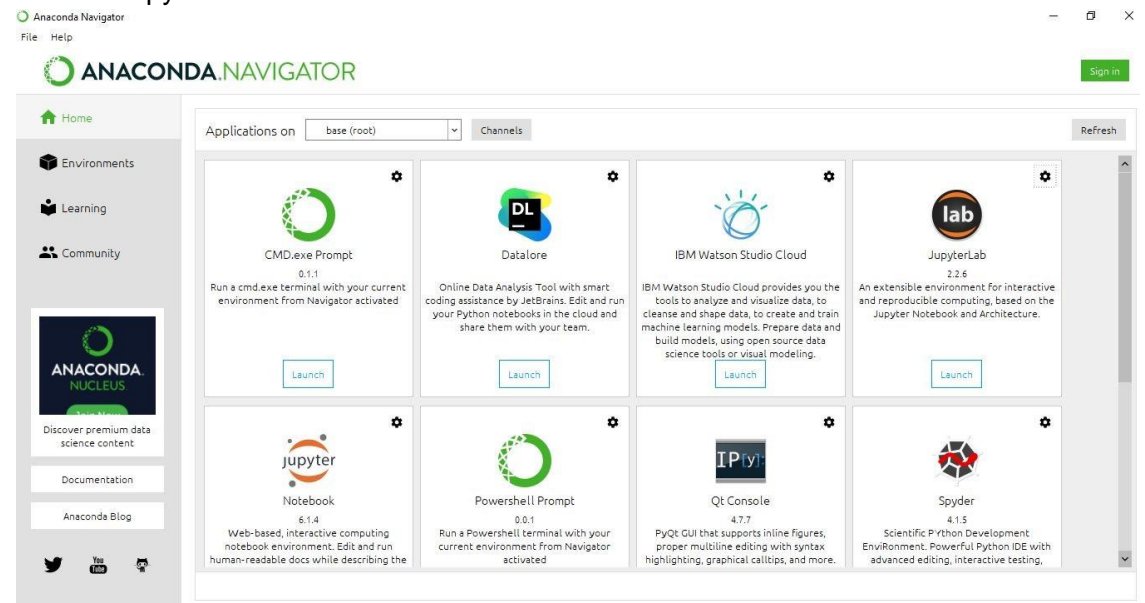 py
Anaconda Navigator
File Help
ANACONDA.NAVIGATOR
Sign in
Home
Environments
Learning
Community
ANACONDA.
NUCLEUS
Join Now
Discover premium data
science content
Documentation
Anaconda Blog
You
Tube
Applications on base (root) Channels Refresh
CMD.exe Prompt
0.1.1
Run a cmd.exe terminal with your current
environment from Navigator activated
Launch
DL
Datalore
Online Data Analysis Tool with smart
coding assistance by JetBrains. Edit and run
your Python notebooks in the cloud and
share them with your team.
Launch
IBM Watson Studio Cloud
IBM Watson Studio Cloud provides you the
tools to analyze and visualize data, to
cleanse and shape data, to create and train
machine learning models. Prepare data and
build models, using open source data
science tools or visual modeling.
Launch
lab
JupyterLab
2.2.6
An extensible environment for interactive
and reproducible computing, based on the
Jupyter Notebook and Architecture.
Launch
jupyter
Notebook
6.1.4
Web-based, interactive computing
notebook environment. Edit and run
human-readable docs while describing the
Powershell Prompt
0.0.1
Run a Powershell terminal with your
current environment from Navigator
activated
IP[y]:
Qt Console
4.7.7
PyQt GUI that supports inline figures,
proper multiline editing with syntax
highlighting, graphical calltips, and more.
Spyder
4.1.5
Scientific PYthon Development
EnviRonment. Powerful Python IDE with
advanced editing, interactive testing,